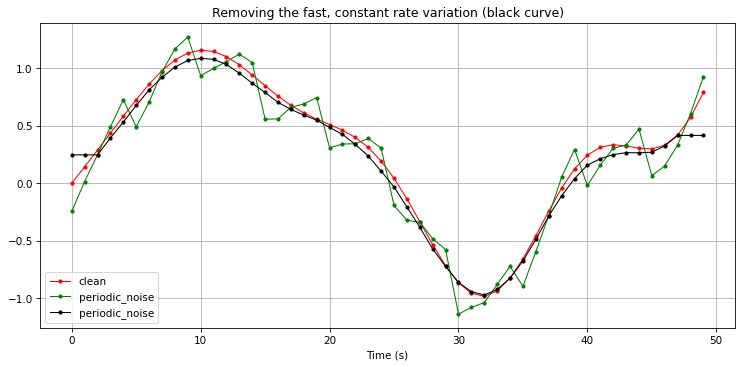 Removing the fast, constant rate variation (black curve)
1.0
0.5
0.0
−0.5
−1.0
clean
periodic_noise
periodic_noise
0 10 20 30 40 50
Time (s)